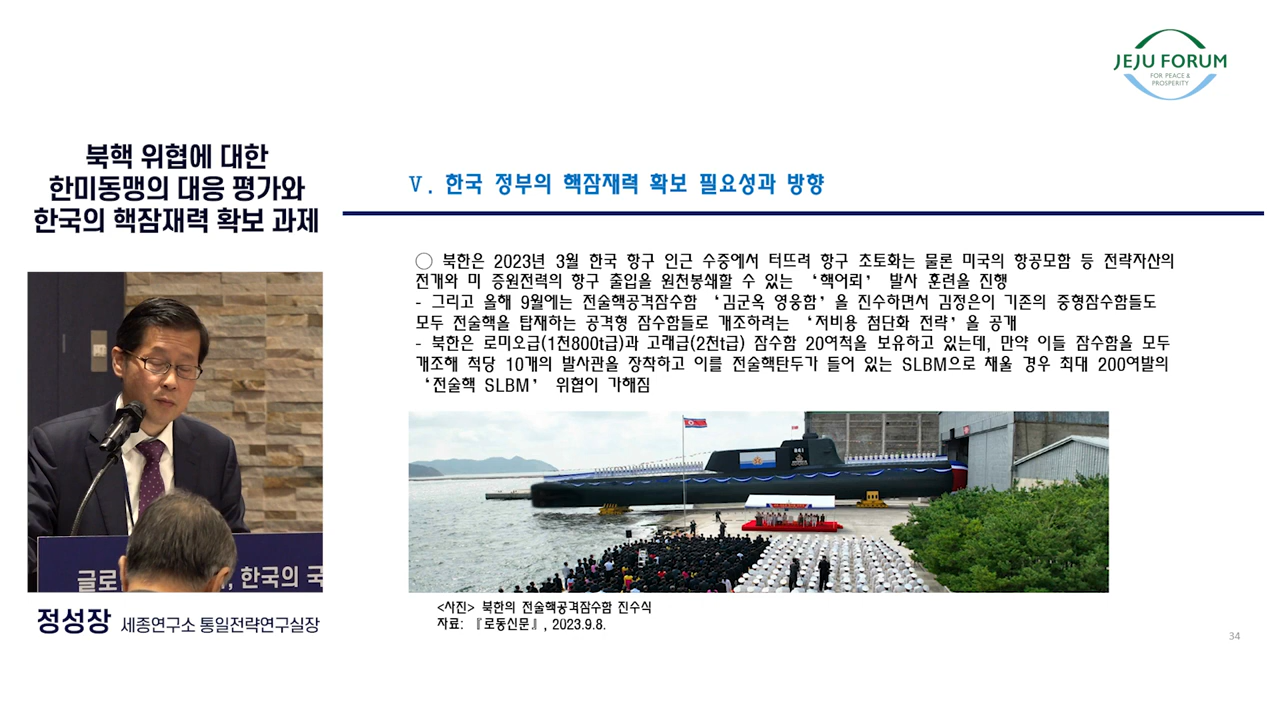 JEJU FORUM
FOR PEACE &
PROSPERITY
북핵 위협에 대한
한미동맹의 대응 평가와
한국의 핵잠재력 확보 과제
Ⅴ. 한국 정부의 핵잠재력 확보 필요성과 방향
○ 북한은 2023년 3월 한국 항구 인근 수중에서 터뜨려 항구 초토화는 물론 미국의 항공모함 등 전략자산의
전개와 미 증원전력의 항구 출입을 원천봉쇄할 수 있는 ‘핵어뢰’ 발사 훈련을 진행
- 그리고 올해 9월에는 전술핵공격잠수함 ‘김군옥 영웅함’을 진수하면서 김정은이 기존의 중형잠수함들도
모두 전술핵을 탑재하는 공격형 잠수함들로 개조하려는 ‘저비용 첨단화 전략’을 공개
- 북한은 로미오급(1천800t급)과 고래급(2천t급) 잠수함 20여척을 보유하고 있는데, 만약 이들 잠수함을 모두
개조해 척당 10개의 발사관을 장착하고 이를 전술핵탄두가 들어 있는 SLBM으로 채울 경우 최대 200여발의
‘전술핵 SLBM’ 위협이 가해짐
841
<사진> 북한의 전술핵공격잠수함 진수식
자료: 『로동신문』, 2023.9.8.
글로
, 한국의 국
정성장 세종연구소 통일전략연구실장
34